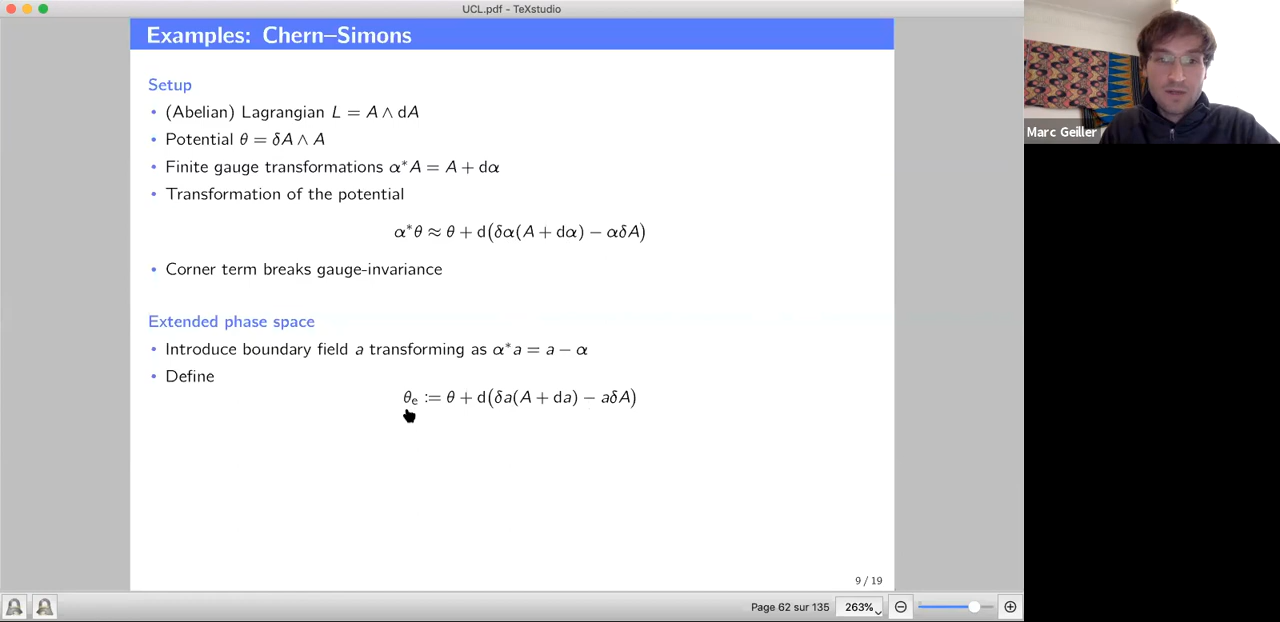 UCL.pdf - TeXstudio
Examples: Chern–Simons
Setup
• (Abelian) Lagrangian L = A ∧ dA
• Potential θ = δA ∧ A
• Finite gauge transformations α*A = A + dα
• Transformation of the potential
α*θ ≈ θ + d(δα(A + dα) − αδA)
• Corner term breaks gauge-invariance
Extended phase space
• Introduce boundary field a transforming as α*a = a − α
• Define
θₑ := θ + d(δa(A + da) − aδA)
9 / 19
Page 62 sur 135
263%
Marc Geiller